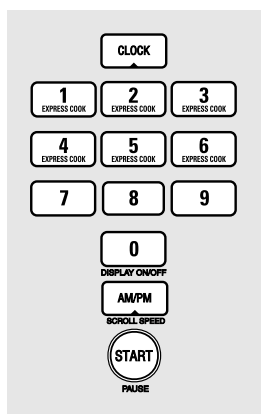 CLOCK
1 2 3
EXPRESS COOK EXPRESS COOK EXPRESS COOK
4 5 6
EXPRESS COOK EXPRESS COOK EXPRESS COOK
7 8 9
0
DISPLAY ON/OFF
AM/PM
SCROLL SPEED
START
PAUSE